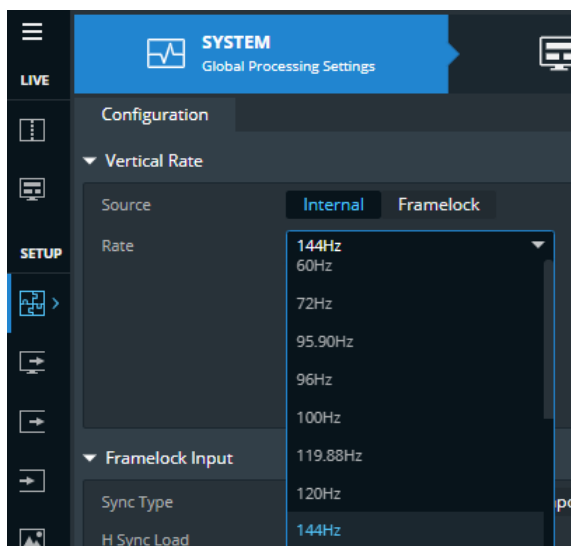 SYSTEM
Global Processing Settings
LIVE
Configuration
Vertical Rate
Source Internal Framelock
SETUP
Rate 144Hz
60Hz
72Hz
95.90Hz
96Hz
100Hz
119.88Hz
120Hz
144Hz
Framelock Input
Sync Type
H Sync Load